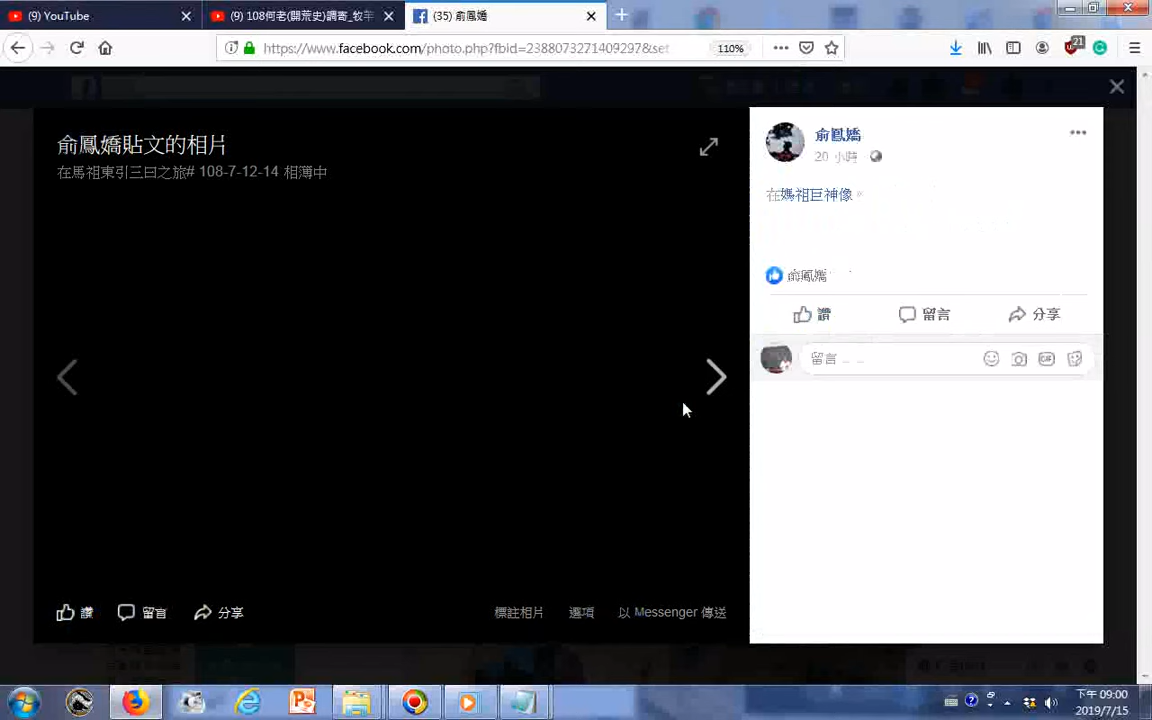 (9) YouTube
(9) 108何老(開荒史)調寄_牧羊
(35) 俞鳳嬌
https://www.facebook.com/photo.php?fbid=2388073271409297&set
110%
21
俞鳳嬌貼文的相片
在馬祖東引三日之旅# 108-7-12-14 相簿中
俞鳳嬌
20 小時
在媽祖巨神像。
俞鳳嬌
讚 留言 分享
留言
讚 留言 分享
標註相片 選項 以 Messenger 傳送
下午 09:00
2019/7/15